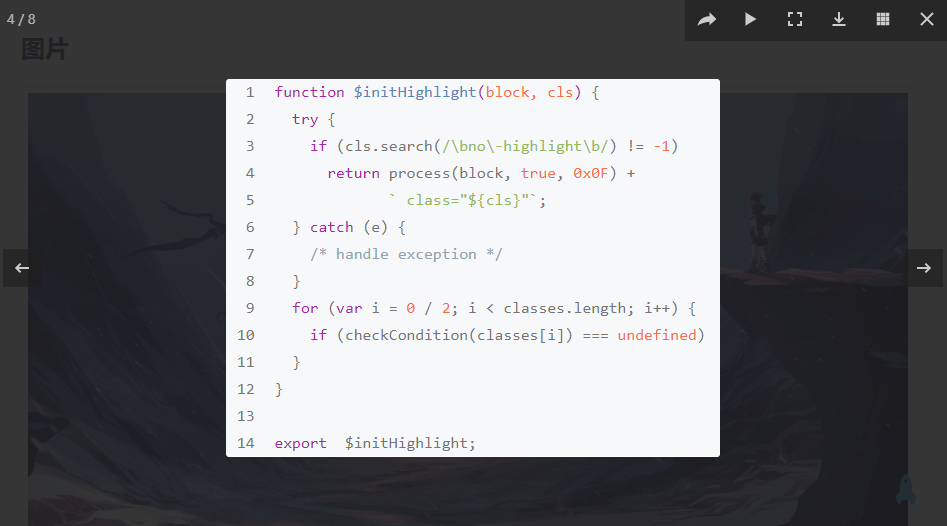 4 / 8
图片
1 function $initHighlight(block, cls) {
2 try {
3 if (cls.search(/\bno\-highlight\b/) != -1)
4 return process(block, true, 0x0F) +
5 ` class="${cls}"`;
6 } catch (e) {
7 /* handle exception */
8 }
9 for (var i = 0 / 2; i < classes.length; i++) {
10 if (checkCondition(classes[i]) === undefined)
11 }
12 }
13
14 export  $initHighlight;